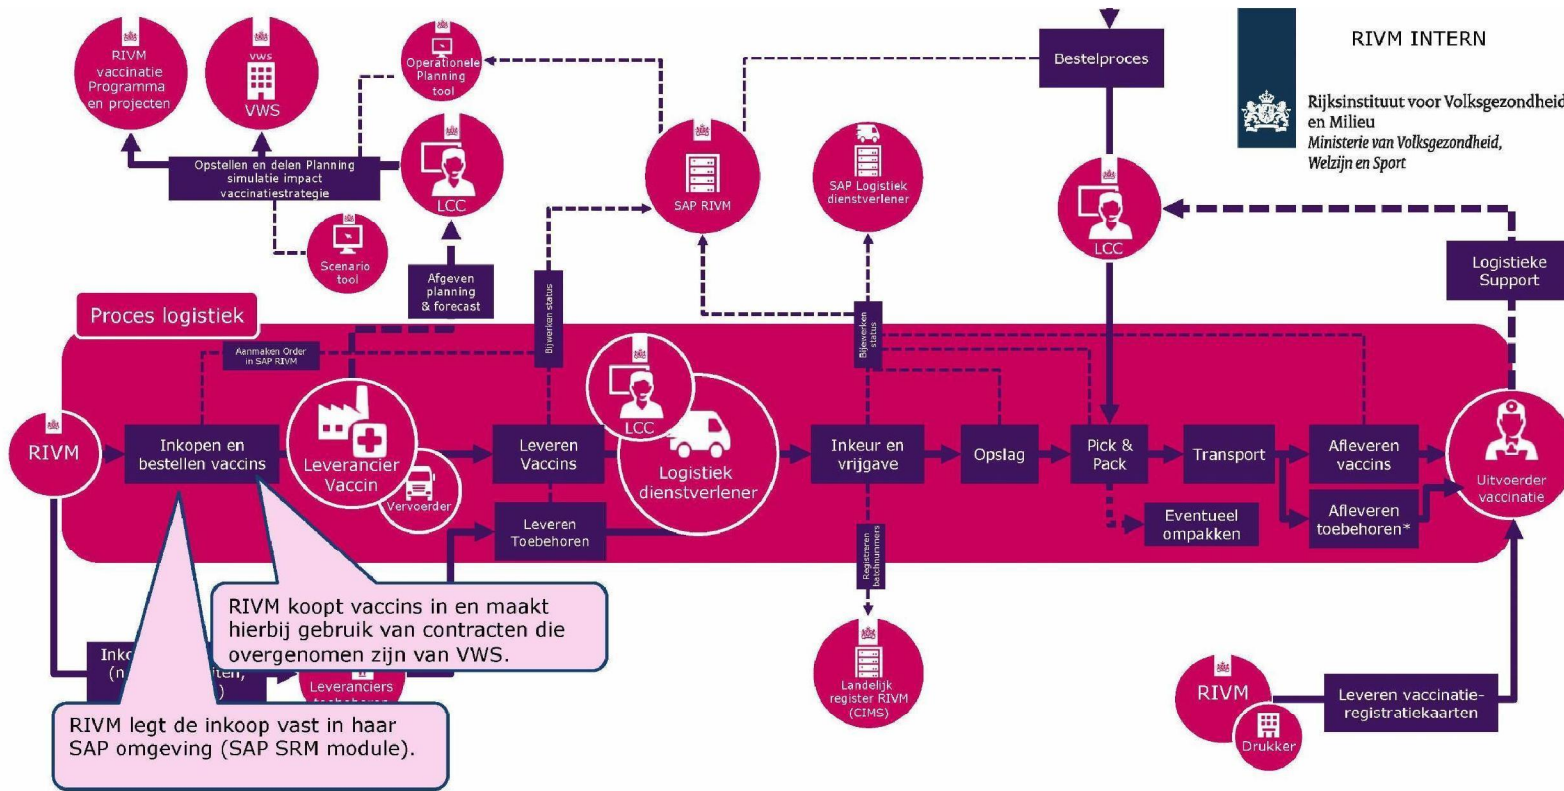 RIVM
vaccinatie
Programma
en projecten
vws
VWS
Operationele
Planning
tool
Bestelproces
RIVM INTERN
Rijksinstituut voor Volksgezondheid
en Milieu
Ministerie van Volksgezondheid,
Welzijn en Sport
Opstellen en delen Planning
simulatie impact
vaccinatiestrategie
LCC
SAP RIVM
SAP Logistiek
dienstverlener
LCC
Scenario
tool
Afgeven
planning
& forecast
Logistieke
Support
Bijwerken status
Bijewerken
status
Proces logistiek
Aanmaken Order
in SAP RIVM
LCC
RIVM
Inkopen en
bestellen vaccins
Leverancier
Vaccin
Vervoerder
Leveren
Vaccins
Logistiek
dienstverlener
Inkeur en
vrijgave
Opslag
Pick &
Pack
Transport
Afleveren
vaccins
Uitvoerder
vaccinatie
Leveren
Toebehoren
Eventueel
ompakken
Afleveren
toebehoren*
Registreren
batchnummers
RIVM koopt vaccins in en maakt
hierbij gebruik van contracten die
overgenomen zijn van VWS.
Leveranciers
RIVM legt de inkoop vast in haar
SAP omgeving (SAP SRM module).
Landelijk
register RIVM
(CIMS)
RIVM
Drukker
Leveren vaccinatie-
registratiekaarten